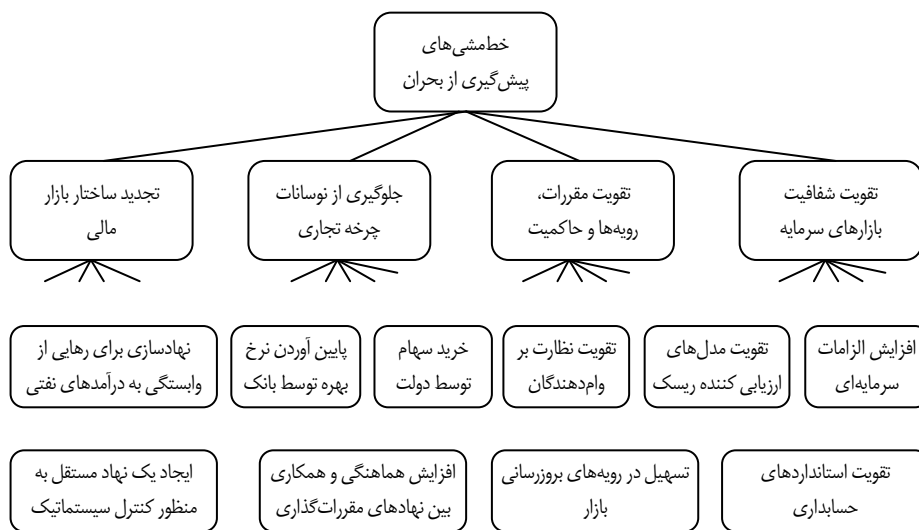 خط‌مشی‌های
پیش‌گیری از بحران
تقویت شفافیت
بازارهای سرمایه
تقویت مقررات،
رویه‌ها و حاکمیت
جلوگیری از نوسانات
چرخه تجاری
تجدید ساختار بازار
مالی
افزایش الزامات
سرمایه‌ای
تقویت مدل‌های
ارزیابی کننده ریسک
تقویت نظارت بر
وام‌دهندگان
خرید سهام
توسط دولت
پایین آوردن نرخ
بهره توسط بانک
نهادسازی برای رهایی از
وابستگی به درآمدهای نفتی
تقویت استانداردهای
حسابداری
تسهیل در رویه‌های بروزرسانی
بازار
افزایش هماهنگی و همکاری
بین نهادهای مقررات‌گذاری
ایجاد یک نهاد مستقل به
منظور کنترل سیستماتیک